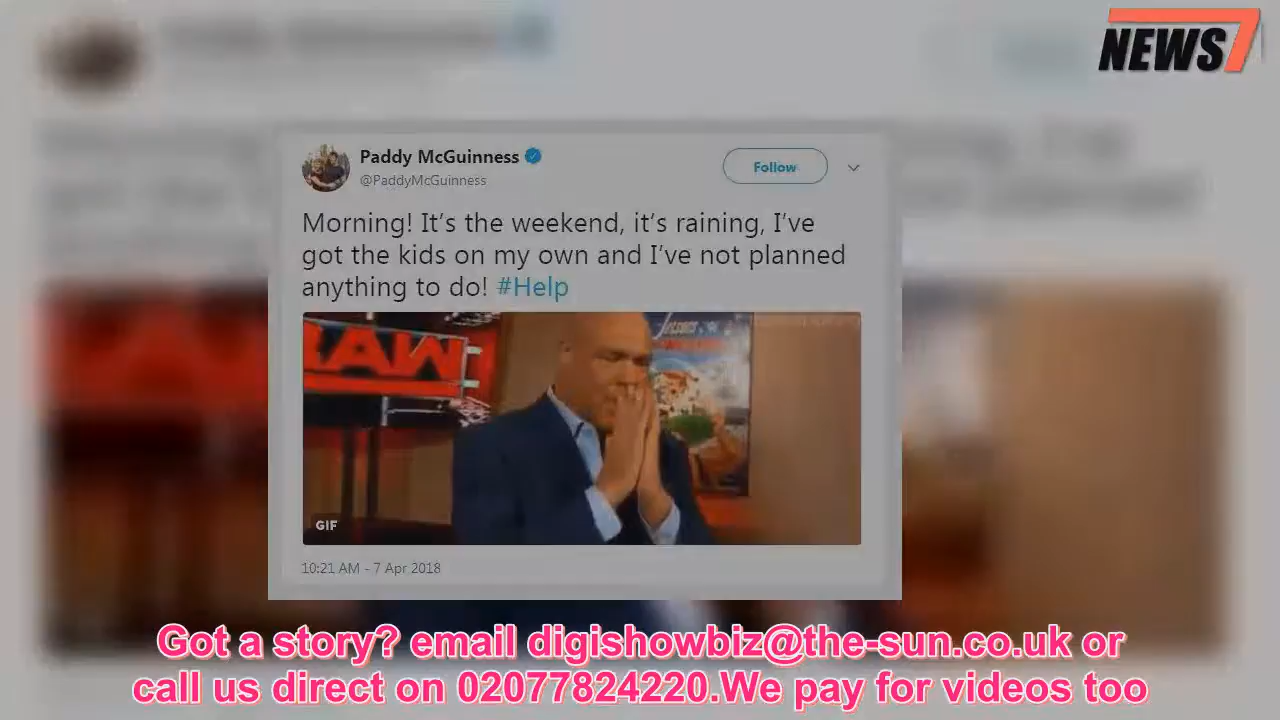 NEWS7
Paddy McGuinness
Follow
@PaddyMcGuinness
Morning! It's the weekend, it's raining, I've
got the kids on my own and I've not planned
anything to do! #Help
RAW
GIF
10:21 AM - 7 Apr 2018
Got a story? email digishowbiz@the-sun.co.uk or
call us direct on 02077824220.We pay for videos too